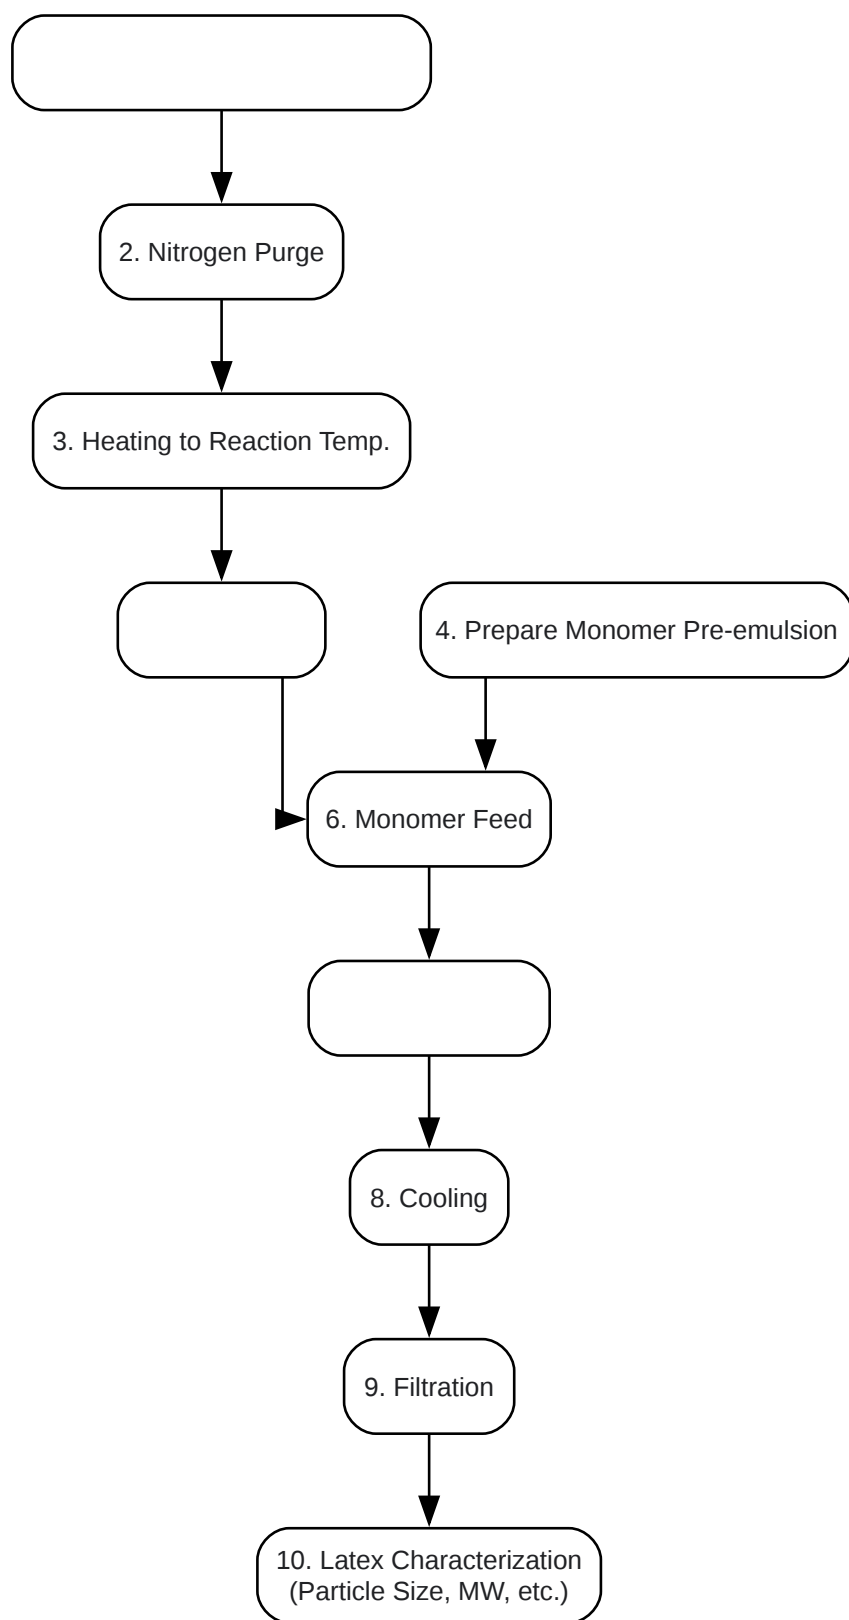 2. Nitrogen Purge
3. Heating to Reaction Temp.
4. Prepare Monomer Pre-emulsion
6. Monomer Feed
8. Cooling
9. Filtration
10. Latex Characterization
(Particle Size, MW, etc.)